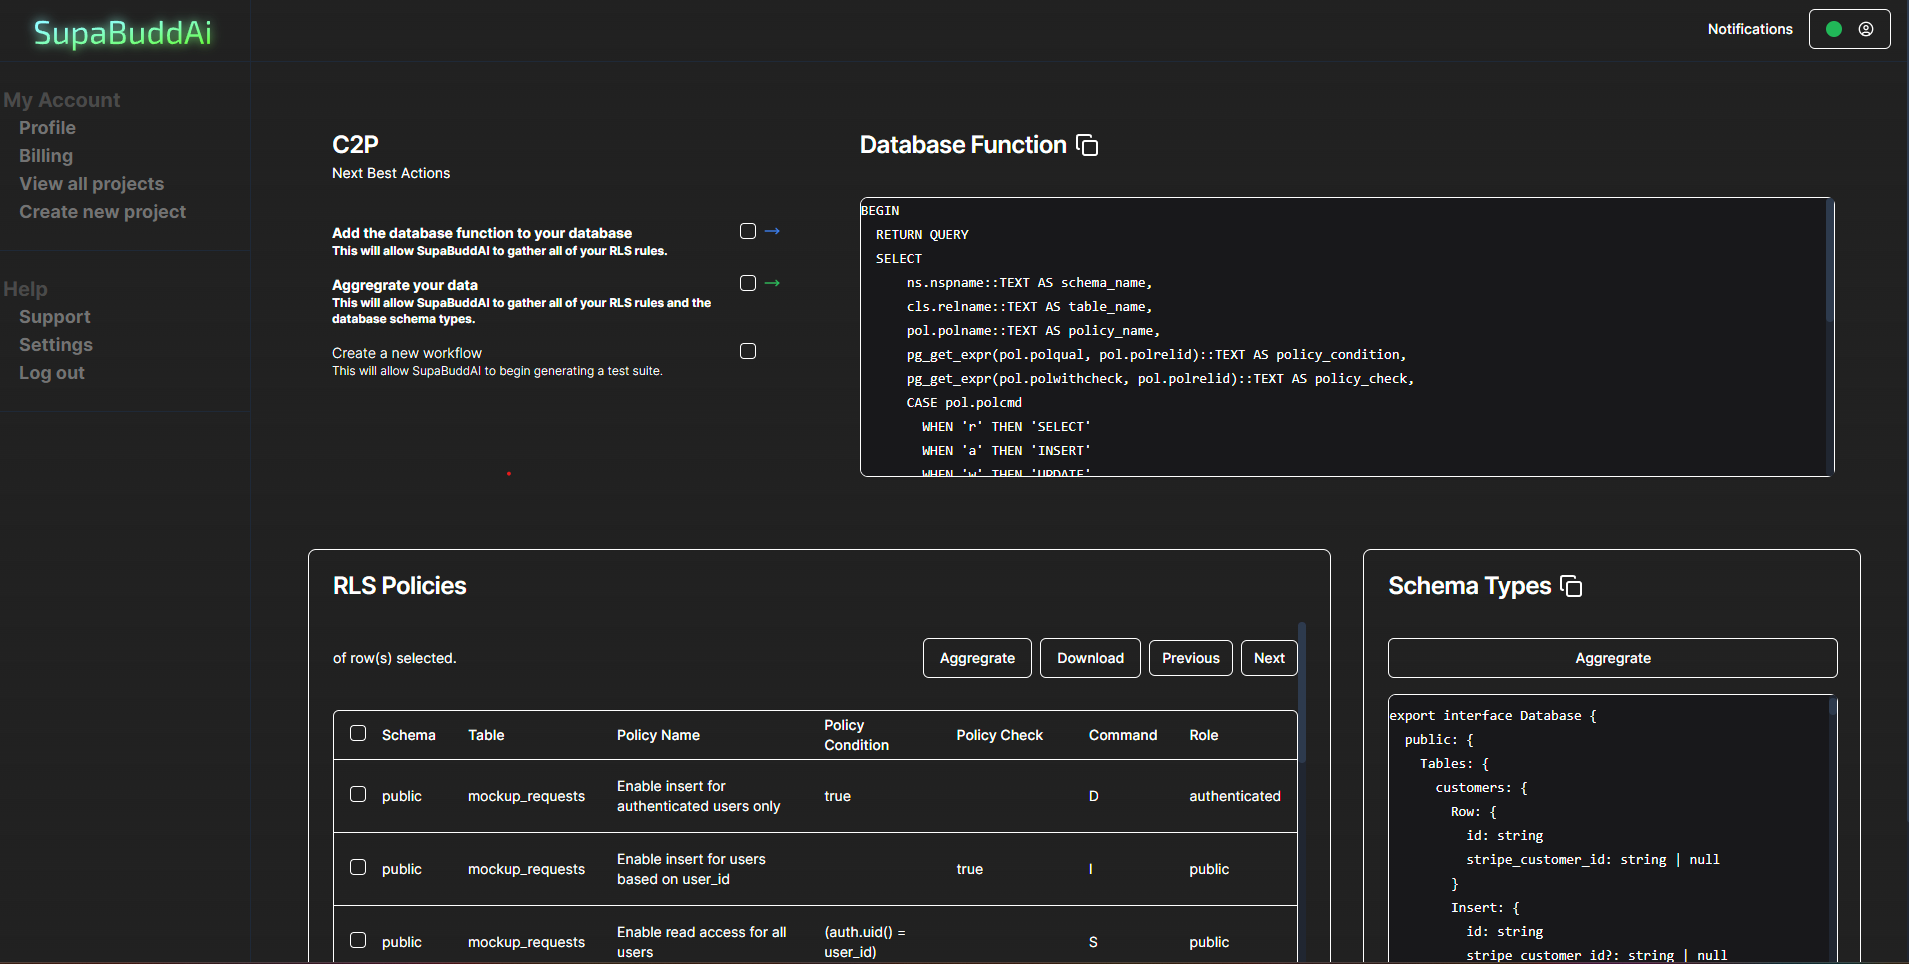 SupaBuddAi
Notifications
My Account
Profile
Billing
View all projects
Create new project
Help
Support
Settings
Log out
C2P
Next Best Actions
Add the database function to your database
This will allow SupaBuddAI to gather all of your RLS rules.
Aggregrate your data
This will allow SupaBuddAI to gather all of your RLS rules and the
database schema types.
Create a new workflow
This will allow SupaBuddAI to begin generating a test suite.
Database Function
BEGIN
RETURN QUERY
SELECT
ns.nspname::TEXT AS schema_name,
cls.relname::TEXT AS table_name,
pol.polname::TEXT AS policy_name,
pg_get_expr(pol.polqual, pol.polrelid)::TEXT AS policy_condition,
pg_get_expr(pol.polwithcheck, pol.polrelid)::TEXT AS policy_check,
CASE pol.polcmd
WHEN 'r' THEN 'SELECT'
WHEN 'a' THEN 'INSERT'
WHEN 'w' THEN 'UPDATE'
RLS Policies
of row(s) selected.
Aggregrate
Download
Previous
Next
Schema Table Policy Name Policy Condition Policy Check Command Role
public mockup_requests Enable insert for authenticated users only true D authenticated
public mockup_requests Enable insert for users based on user_id true I public
public mockup_requests Enable read access for all users (auth.uid() = user_id) S public
Schema Types
Aggregrate
export interface Database {
public: {
Tables: {
customers: {
Row: {
id: string
stripe_customer_id: string | null
}
Insert: {
id: string
stripe_customer_id?: string | null